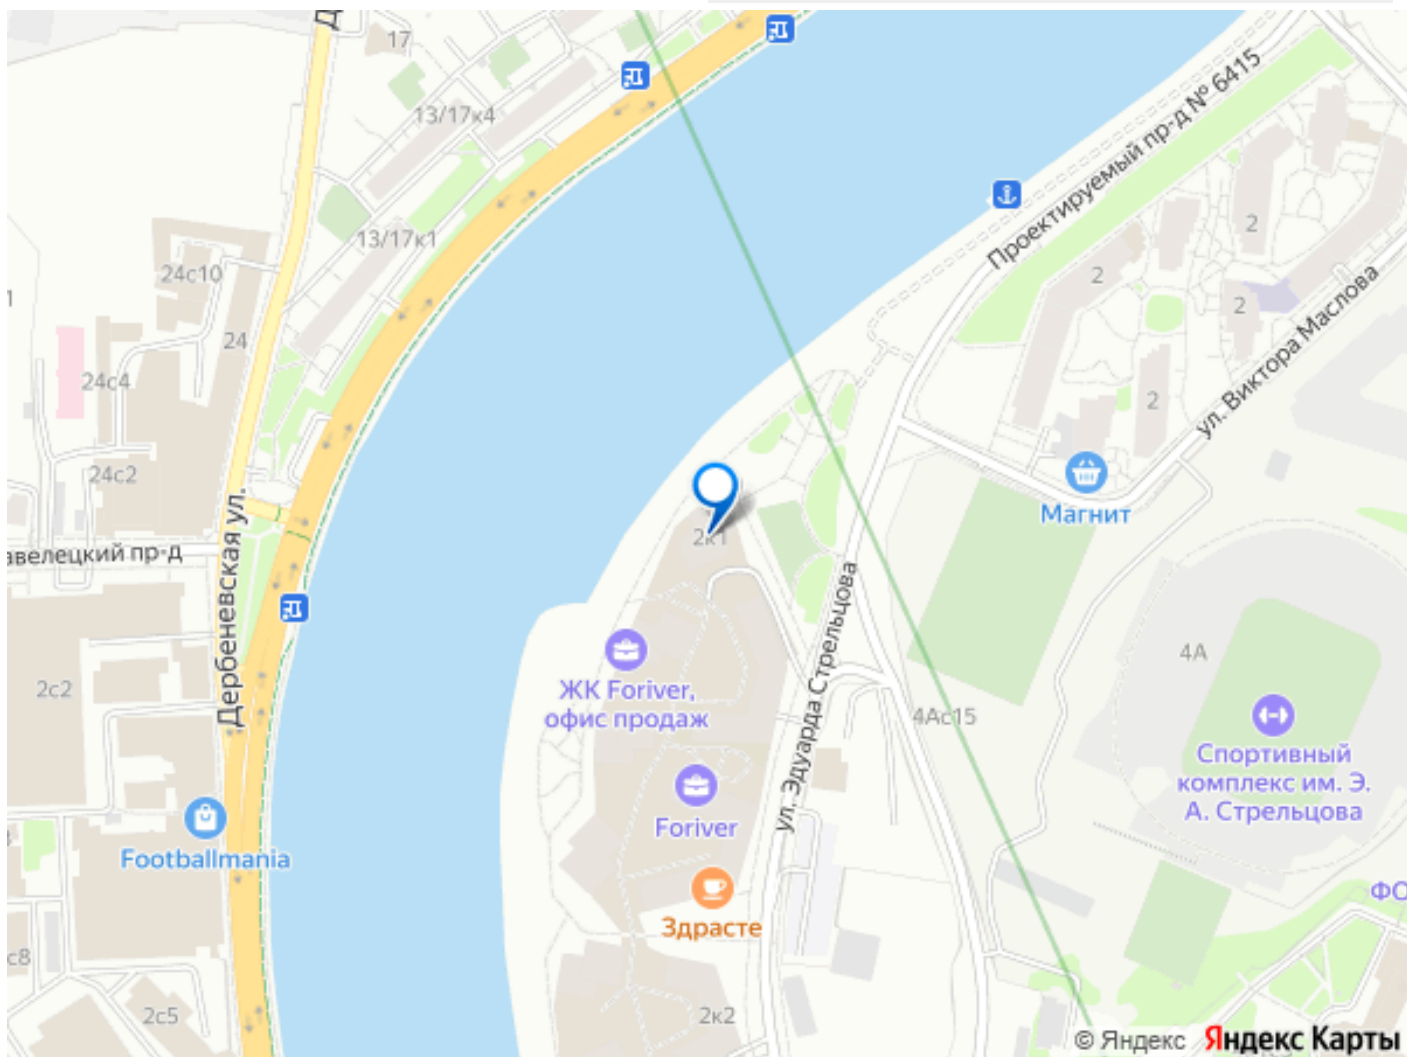 17
13/17к4
Проектируемый пр-д № 6415
13/17к1
24с10
2
2
2
24
ул. Виктора Маслова
24с4
2
24с2
Магнит
2к1
авелецкий пр-д
Дербеневская ул.
ул. Эдуарда Стрельцова
4А
2с2
ЖК Foriver,
офис продаж
4Ас15
Спортивный
комплекс им. Э.
А. Стрельцова
Foriver
Footballmania
ФО
Здрасте
с8
2с5
2к2
© Яндекс Яндекс Карты